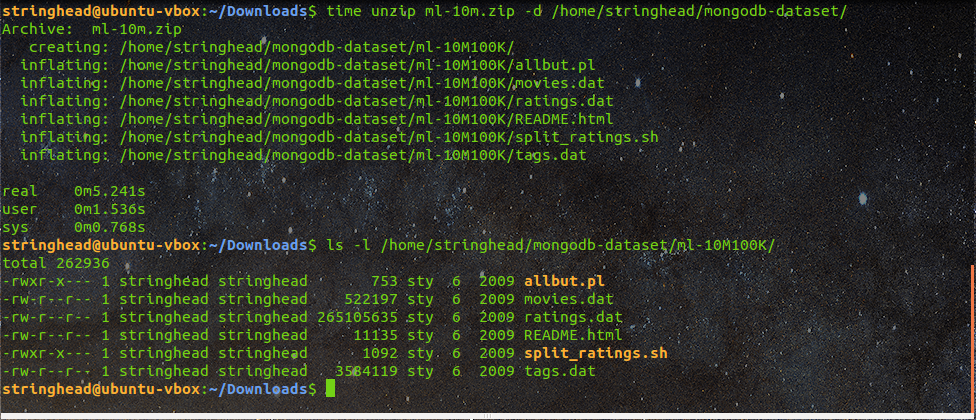 stringhead@ubuntu-vbox:~/Downloads$ time unzip ml-10m.zip -d /home/stringhead/mongodb-dataset/
Archive:  ml-10m.zip
   creating: /home/stringhead/mongodb-dataset/ml-10M100K/
  inflating: /home/stringhead/mongodb-dataset/ml-10M100K/allbut.pl
  inflating: /home/stringhead/mongodb-dataset/ml-10M100K/movies.dat
  inflating: /home/stringhead/mongodb-dataset/ml-10M100K/ratings.dat
  inflating: /home/stringhead/mongodb-dataset/ml-10M100K/README.html
  inflating: /home/stringhead/mongodb-dataset/ml-10M100K/split_ratings.sh
  inflating: /home/stringhead/mongodb-dataset/ml-10M100K/tags.dat
real    0m5.241s
user    0m1.536s
sys     0m0.768s
stringhead@ubuntu-vbox:~/Downloads$ ls -l /home/stringhead/mongodb-dataset/ml-10M100K/
total 262936
-rwxr-x--- 1 stringhead stringhead       753 sty  6  2009 allbut.pl
-rw-r--r-- 1 stringhead stringhead    522197 sty  6  2009 movies.dat
-rw-r--r-- 1 stringhead stringhead 265105635 sty  6  2009 ratings.dat
-rw-r--r-- 1 stringhead stringhead     11135 sty  6  2009 README.html
-rwxr-x--- 1 stringhead stringhead      1092 sty  6  2009 split_ratings.sh
-rw-r--r-- 1 stringhead stringhead   3584119 sty  6  2009 tags.dat
stringhead@ubuntu-vbox:~/Downloads$